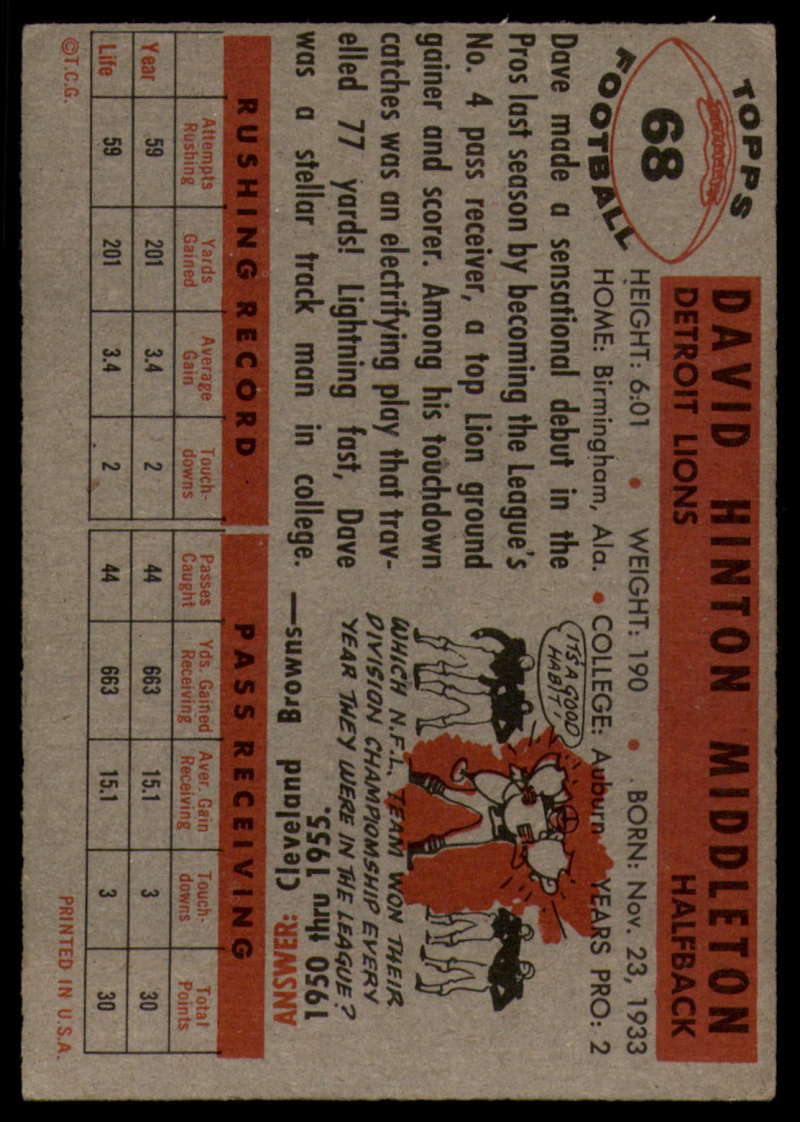 TOPPS
68
FOOTBALL
DAVID HINTON MIDDLETON
DETROIT LIONS HALFBACK
HEIGHT: 6:01 • WEIGHT: 190 • BORN: Nov. 23, 1933
HOME: Birmingham, Ala. • COLLEGE: Auburn YEARS PRO: 2
Dave made a sensational debut in the
Pros last season by becoming the League's
No. 4 pass receiver, a top Lion ground
gainer and scorer. Among his touchdown
catches was an electrifying play that trav-
elled 77 yards! Lightning fast, Dave
was a stellar track man in college.
IT'S A GOOD
HABIT!
WHICH N.F.L. TEAM WON THEIR
DIVISION CHAMPIONSHIP EVERY
YEAR THEY WERE IN THE LEAGUE?
ANSWER:
1950 thru 1955.
—Cleveland Browns
RUSHING RECORD PASS RECEIVING
Attempts Rushing Yards Gained Average Gain Touch-downs Passes Caught Yds. Gained Receiving Aver. Gain Receiving Touch-downs Total Points
Year 59 201 3.4 2 44 663 15.1 3 30
Life 59 201 3.4 2 44 663 15.1 3 30
©T.C.G. PRINTED IN U.S.A.